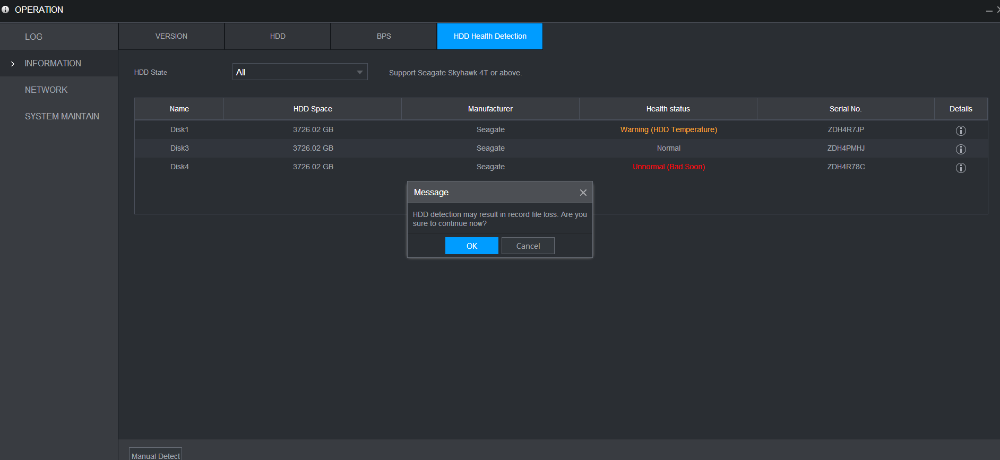 OPERATION
LOG
INFORMATION
NETWORK
SYSTEM MAINTAIN
VERSION HDD BPS HDD Health Detection
HDD State All Support Seagate Skyhawk 4T or above.
Name HDD Space Manufacturer Health status Serial No. Details
Disk1 3726.02 GB Seagate Warning (HDD Temperature) ZDH4R7JP
Disk3 3726.02 GB Seagate Normal ZDH4PMHJ
Disk4 3726.02 GB Seagate Unnormal (Bad Soon) ZDH4R78C
Message
HDD detection may result in record file loss. Are you
sure to continue now?
OK Cancel
Manual Detect